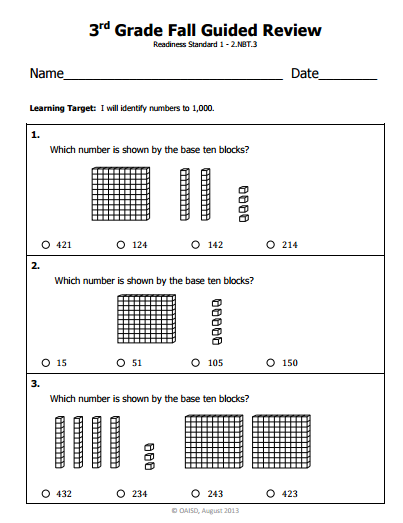 3rd Grade Fall Guided Review
Readiness Standard 1 - 2.NBT.3
Name____________________________ Date___________
Learning Target: I will identify numbers to 1,000.
1.
Which number is shown by the base ten blocks?
421 124 142 214
2.
Which number is shown by the base ten blocks?
15 51 105 150
3.
Which number is shown by the base ten blocks?
432 234 243 423
© OAISD, August 2013